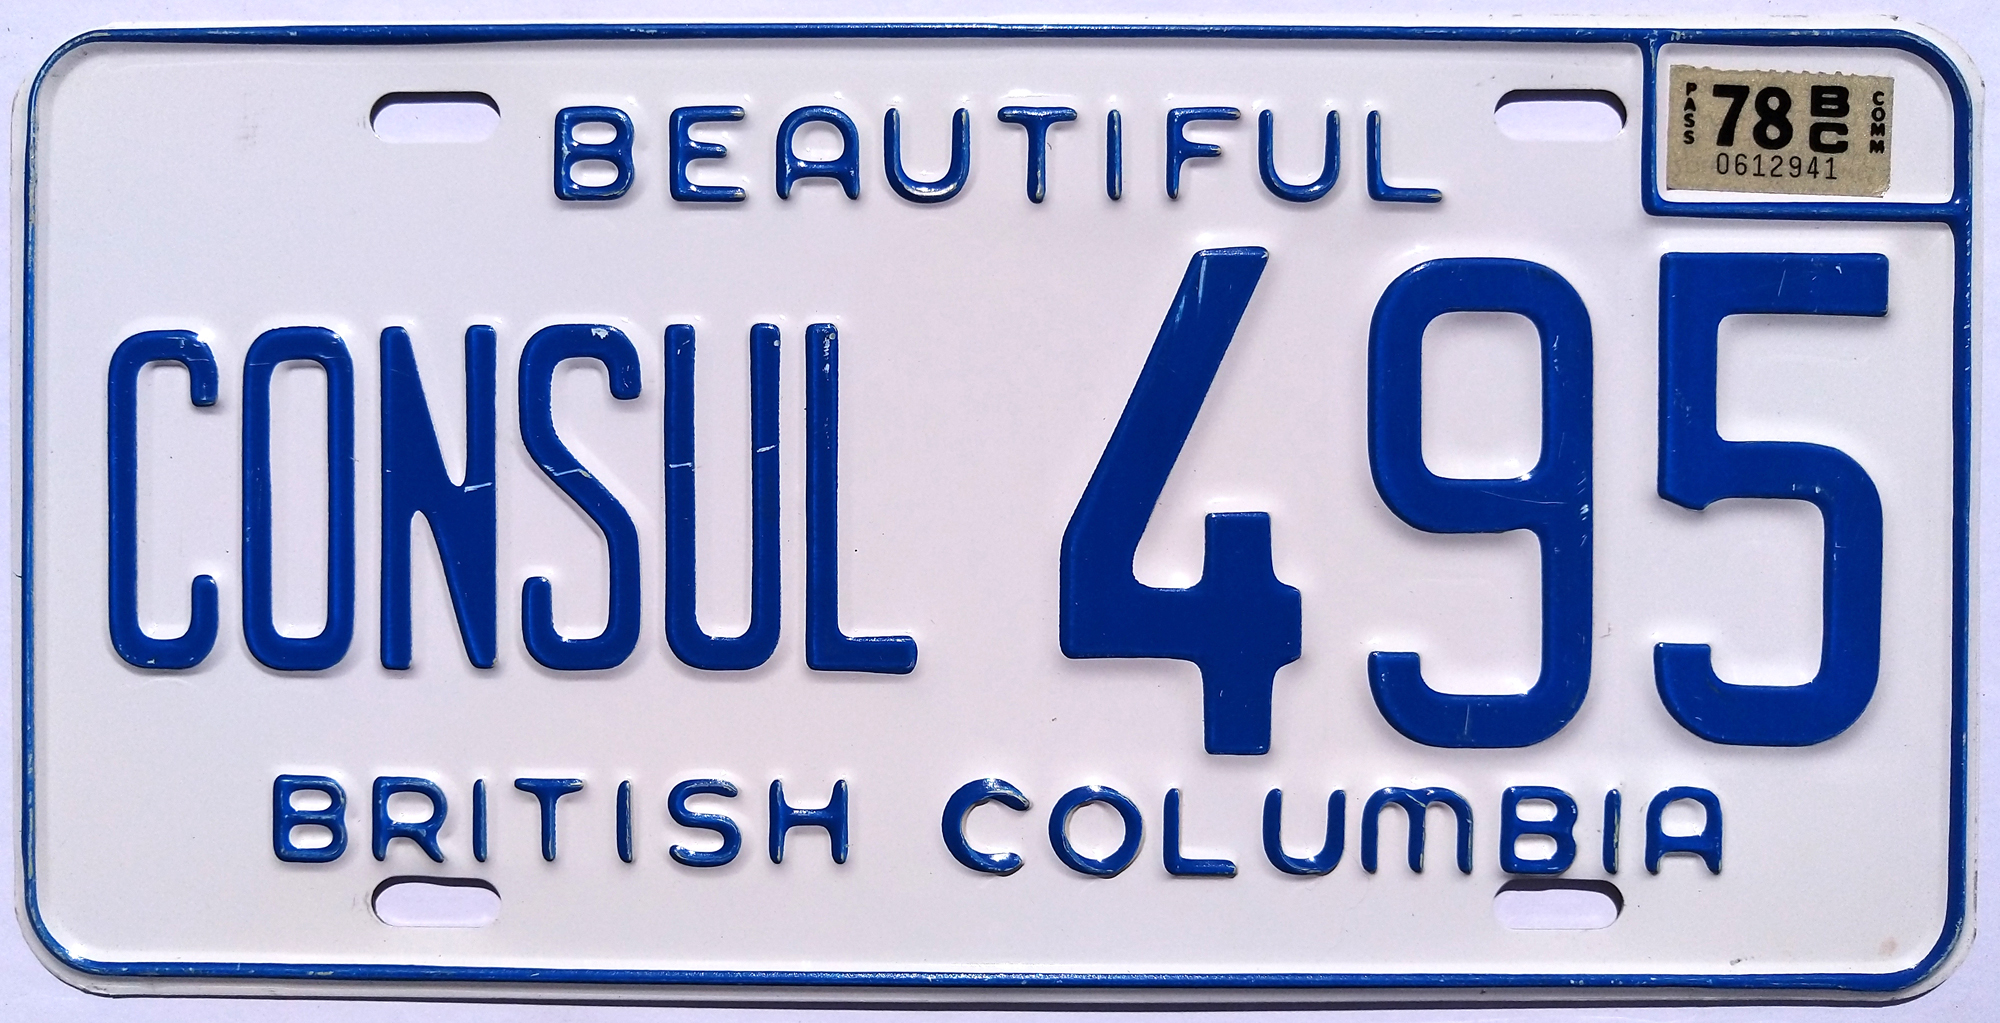 BEAUTIFUL
PASS 78 BC COMM
0612941
CONSUL 495
BRITISH COLUMBIA